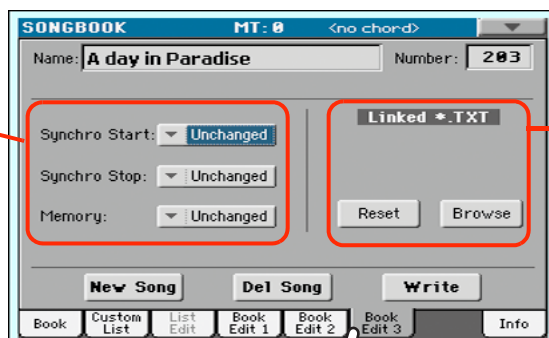 SONGBOOK MT:0 <no chord>
Name: A day in Paradise Number: 203
Linked *.TXT
Synchro Start: Unchanged
Synchro Stop: Unchanged
Memory: Unchanged
Reset Browse
New Song Del Song Write
Book Custom List List Edit Book Edit 1 Book Edit 2 Book Edit 3 Info